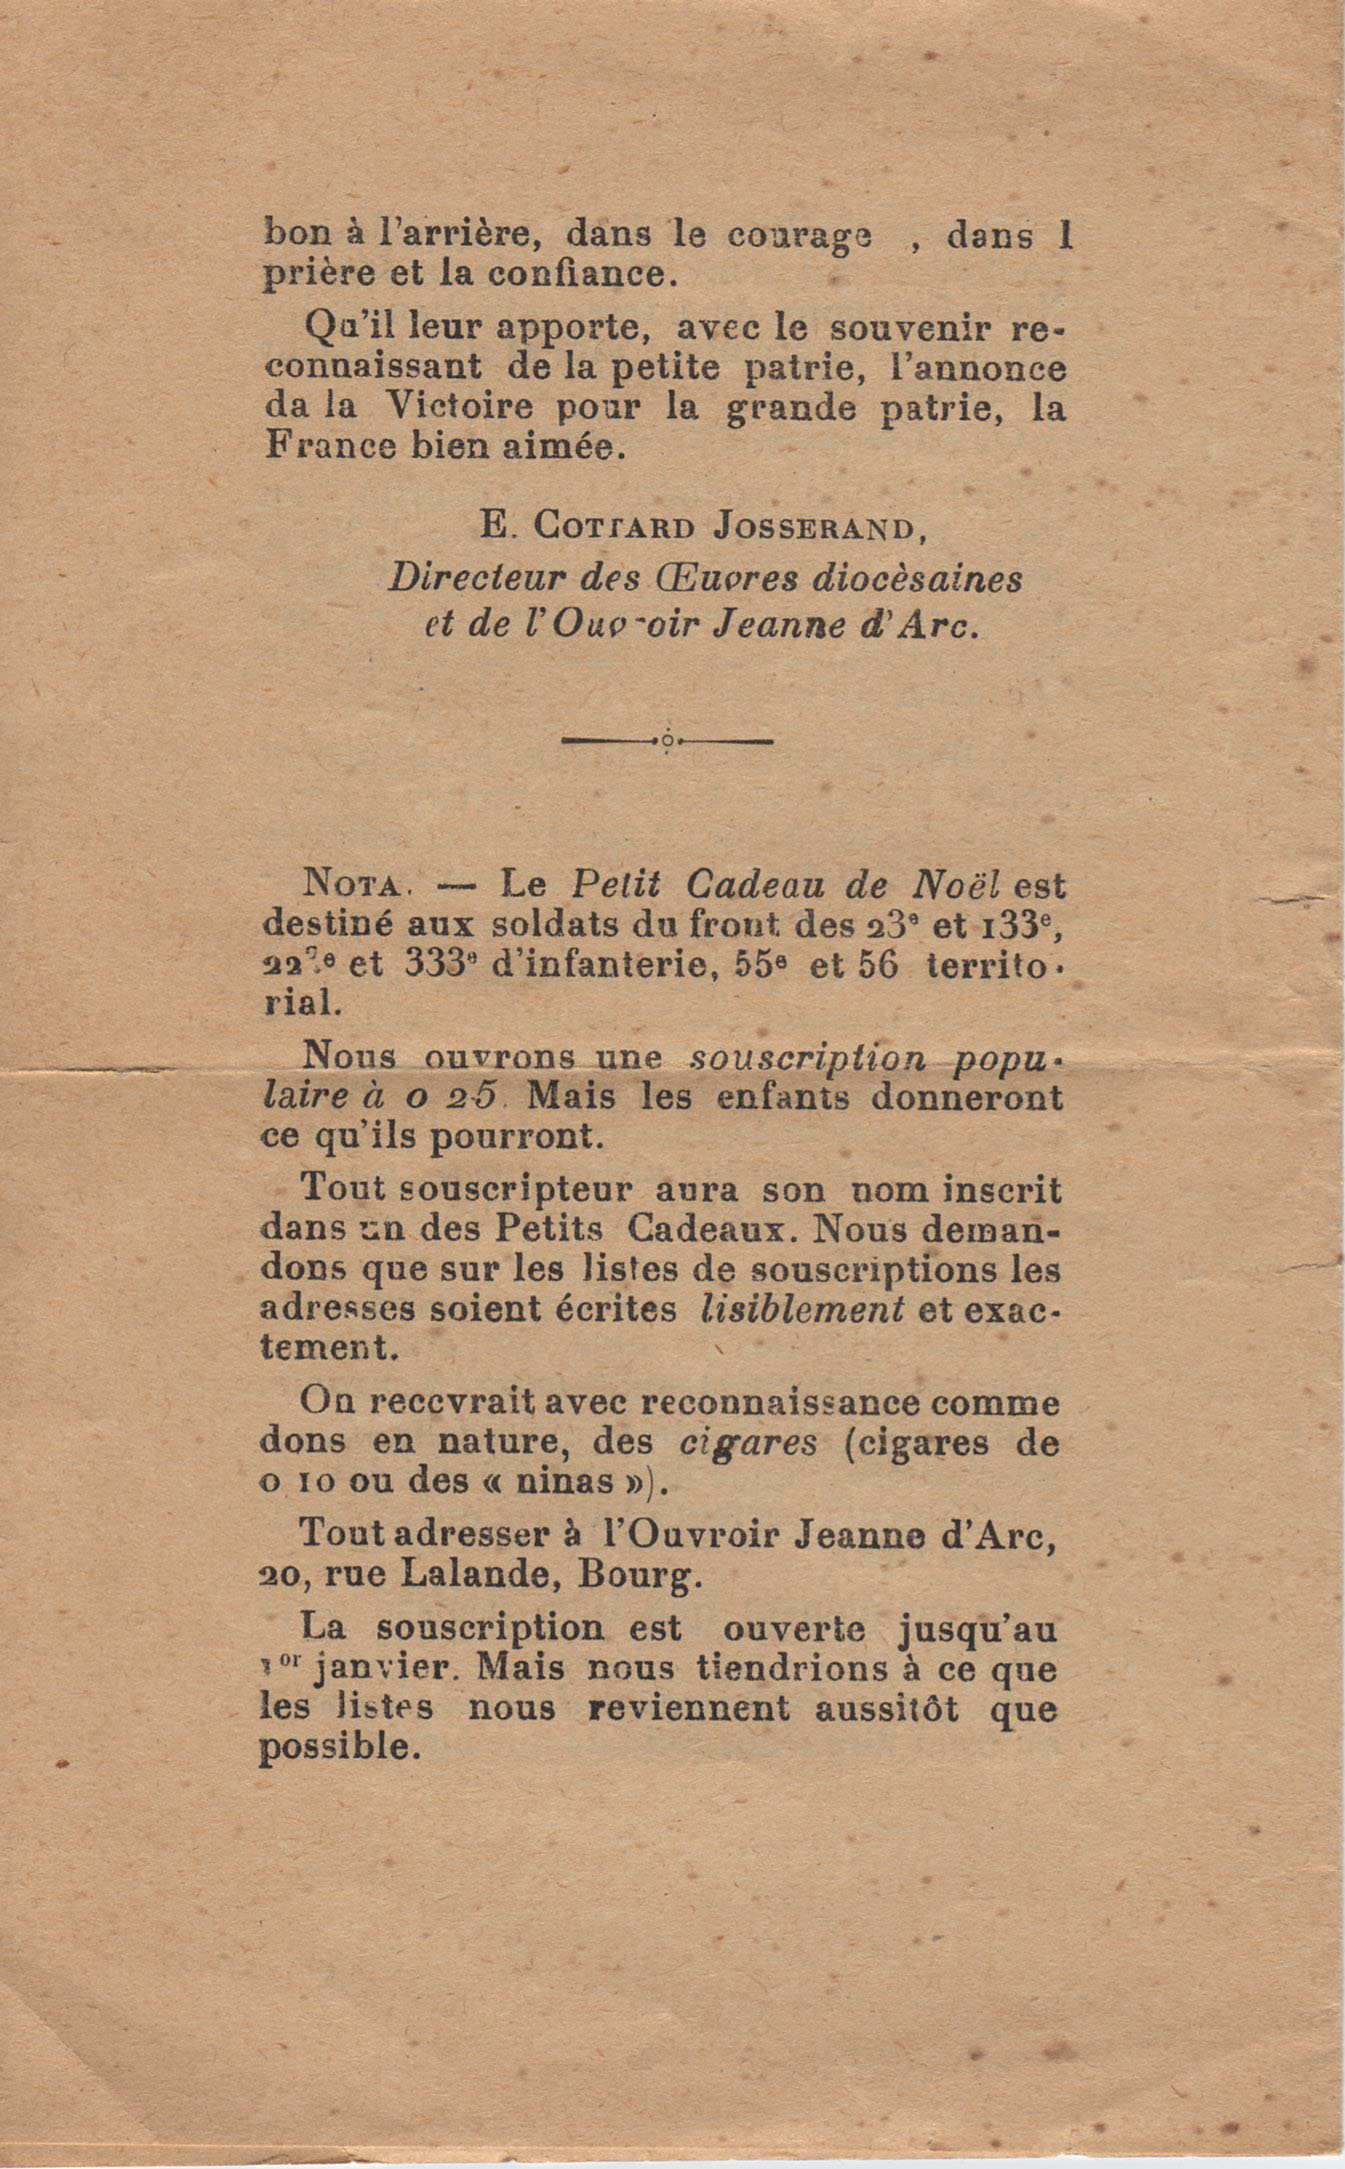 bon à l'arrière, dans le courage , dans l
prière et la confiance.
Qu'il leur apporte, avec le souvenir re-
connaissant de la petite patrie, l'annonce
da la Victoire pour la grande patrie, la
France bien aimée.
E. COTTARD JOSSERAND,
Directeur des Œuvres diocèsaines
et de l'Ouvroir Jeanne d'Arc.
NOTA. — Le Petit Cadeau de Noël est
destiné aux soldats du front des 23e et 133e,
223e et 333e d'infanterie, 55e et 56 territo-
rial.
Nous ouvrons une souscription popu-
laire à 0 25. Mais les enfants donneront
ce qu'ils pourront.
Tout souscripteur aura son nom inscrit
dans un des Petits Cadeaux. Nous deman-
dons que sur les listes de souscriptions les
adresses soient écrites lisiblement et exac-
tement.
On recevrait avec reconnaissance comme
dons en nature, des cigares (cigares de
0 10 ou des « ninas »).
Tout adresser à l'Ouvroir Jeanne d'Arc,
20, rue Lalande, Bourg.
La souscription est ouverte jusqu'au
1er janvier. Mais nous tiendrions à ce que
les listes nous reviennent aussitôt que
possible.